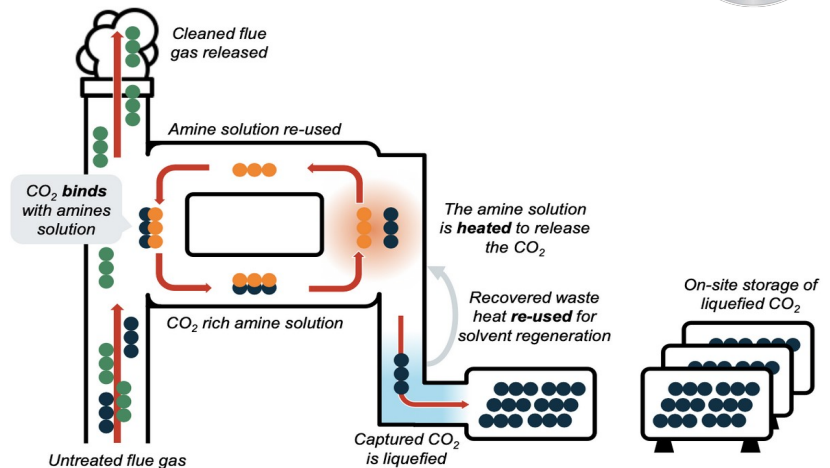 Cleaned flue
gas released
Amine solution re-used
CO₂ binds
with amines
solution
The amine solution
is heated to release
the CO₂
On-site storage of
liquefied CO₂
Recovered waste
heat re-used for
solvent regeneration
CO₂ rich amine solution
Captured CO₂
is liquefied
Untreated flue gas